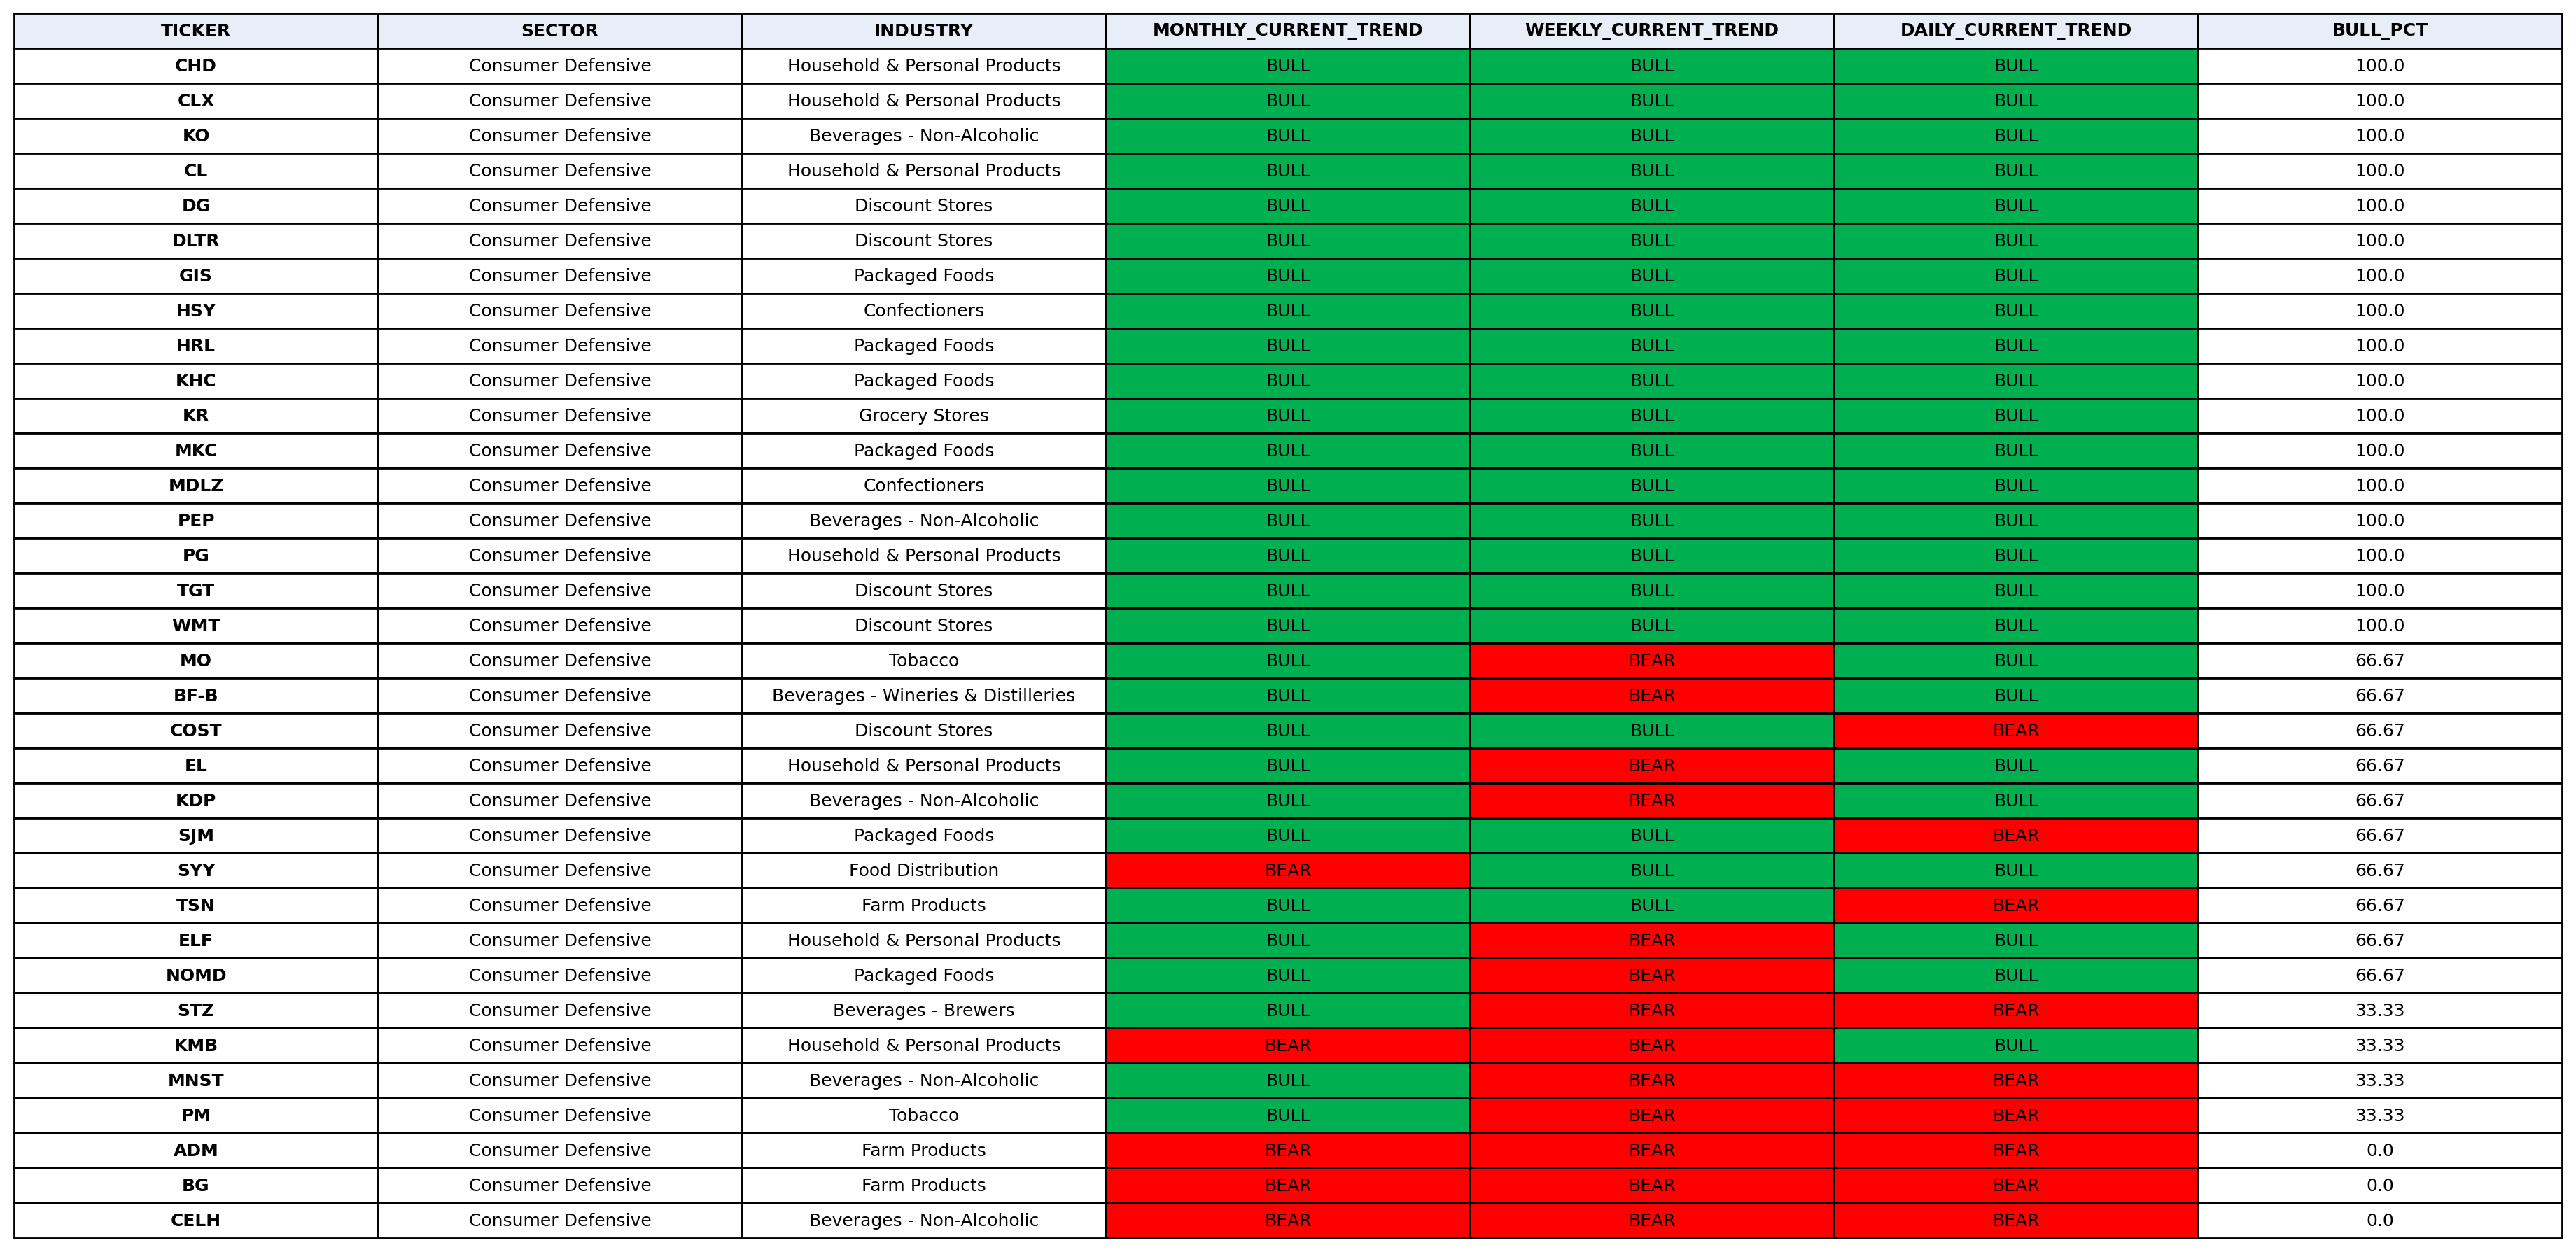 TICKER SECTOR INDUSTRY MONTHLY_CURRENT_TREND WEEKLY_CURRENT_TREND DAILY_CURRENT_TREND BULL_PCT
CHD Consumer Defensive Household & Personal Products BULL BULL BULL 100.0
CLX Consumer Defensive Household & Personal Products BULL BULL BULL 100.0
KO Consumer Defensive Beverages - Non-Alcoholic BULL BULL BULL 100.0
CL Consumer Defensive Household & Personal Products BULL BULL BULL 100.0
DG Consumer Defensive Discount Stores BULL BULL BULL 100.0
DLTR Consumer Defensive Discount Stores BULL BULL BULL 100.0
GIS Consumer Defensive Packaged Foods BULL BULL BULL 100.0
HSY Consumer Defensive Confectioners BULL BULL BULL 100.0
HRL Consumer Defensive Packaged Foods BULL BULL BULL 100.0
KHC Consumer Defensive Packaged Foods BULL BULL BULL 100.0
KR Consumer Defensive Grocery Stores BULL BULL BULL 100.0
MKC Consumer Defensive Packaged Foods BULL BULL BULL 100.0
MDLZ Consumer Defensive Confectioners BULL BULL BULL 100.0
PEP Consumer Defensive Beverages - Non-Alcoholic BULL BULL BULL 100.0
PG Consumer Defensive Household & Personal Products BULL BULL BULL 100.0
TGT Consumer Defensive Discount Stores BULL BULL BULL 100.0
WMT Consumer Defensive Discount Stores BULL BULL BULL 100.0
MO Consumer Defensive Tobacco BULL BEAR BULL 66.67
BF-B Consumer Defensive Beverages - Wineries & Distilleries BULL BEAR BULL 66.67
COST Consumer Defensive Discount Stores BULL BULL BEAR 66.67
EL Consumer Defensive Household & Personal Products BULL BEAR BULL 66.67
KDP Consumer Defensive Beverages - Non-Alcoholic BULL BEAR BULL 66.67
SJM Consumer Defensive Packaged Foods BULL BULL BEAR 66.67
SYY Consumer Defensive Food Distribution BEAR BULL BULL 66.67
TSN Consumer Defensive Farm Products BULL BULL BEAR 66.67
ELF Consumer Defensive Household & Personal Products BULL BEAR BULL 66.67
NOMD Consumer Defensive Packaged Foods BULL BEAR BULL 66.67
STZ Consumer Defensive Beverages - Brewers BULL BEAR BEAR 33.33
KMB Consumer Defensive Household & Personal Products BEAR BEAR BULL 33.33
MNST Consumer Defensive Beverages - Non-Alcoholic BULL BEAR BEAR 33.33
PM Consumer Defensive Tobacco BULL BEAR BEAR 33.33
ADM Consumer Defensive Farm Products BEAR BEAR BEAR 0.0
BG Consumer Defensive Farm Products BEAR BEAR BEAR 0.0
CELH Consumer Defensive Beverages - Non-Alcoholic BEAR BEAR BEAR 0.0